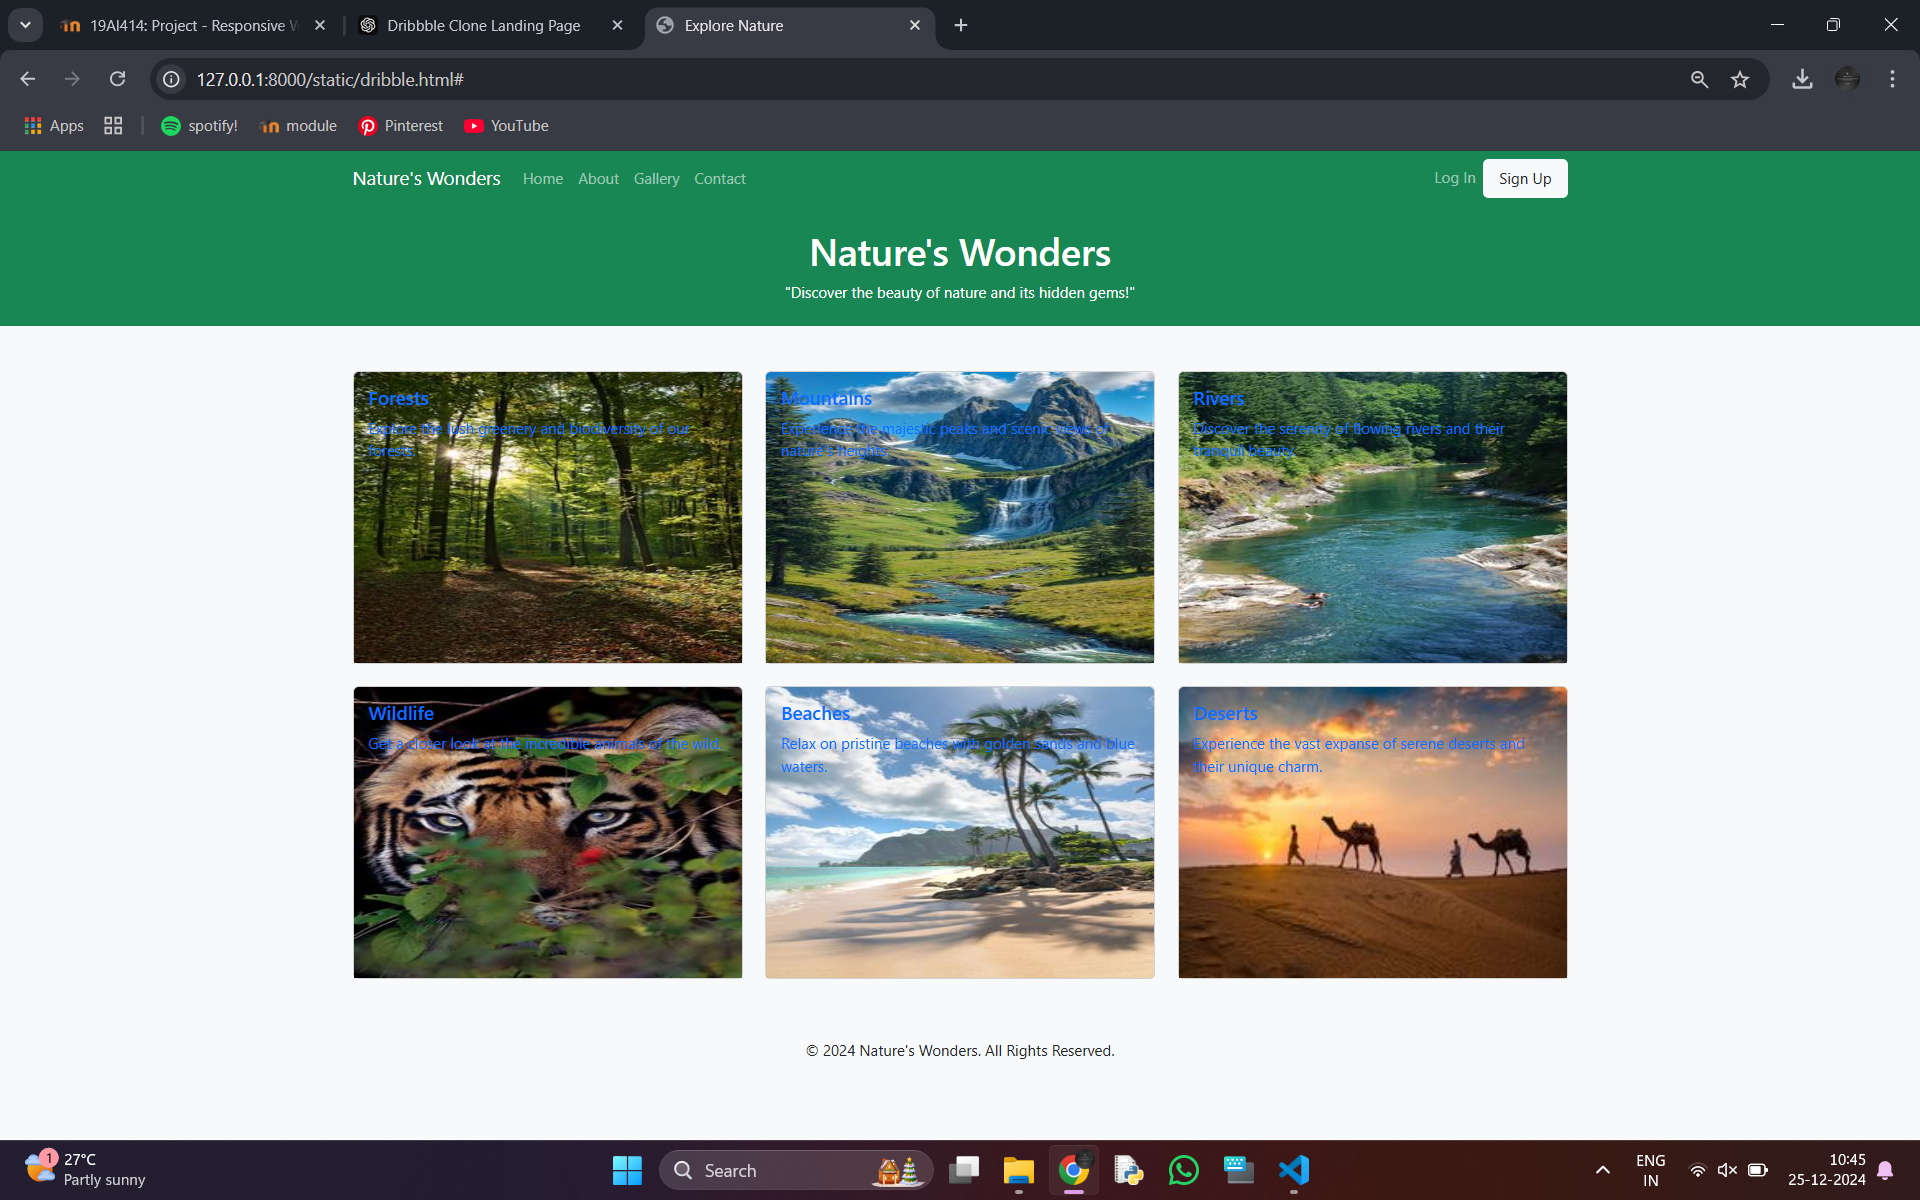 19AI414: Project - Responsive W
Dribbble Clone Landing Page
Explore Nature
127.0.0.1:8000/static/dribble.html#
Apps
spotify!
module
Pinterest
YouTube
Nature's Wonders
Home
About
Gallery
Contact
Log In
Sign Up
Nature's Wonders
"Discover the beauty of nature and its hidden gems!"
Forests
Explore the lush greenery and biodiversity of our
forests.
Mountains
Experience the majestic peaks and scenic views of
nature's heights.
Rivers
Discover the serenity of flowing rivers and their
tranquil beauty.
Wildlife
Get a closer look at the incredible animals of the wild.
Beaches
Relax on pristine beaches with golden sands and blue
waters.
Deserts
Experience the vast expanse of serene deserts and
their unique charm.
© 2024 Nature's Wonders. All Rights Reserved.
1
27°C
Partly sunny
Search
ENG
IN
10:45
25-12-2024